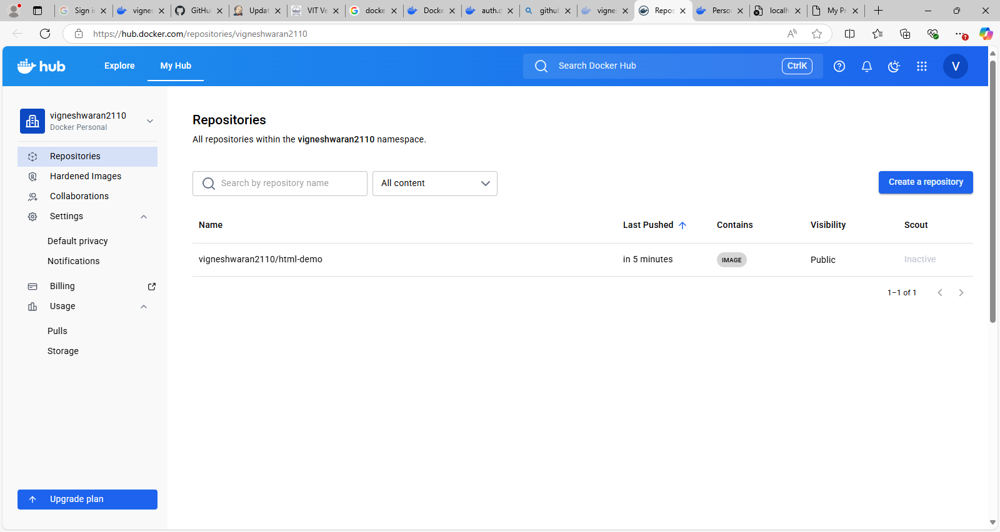 Sign i
vignes
GitHu
Updat
VIT Ve
docke
Docke
auth.d
github
vignes
Repos
Perso
localh
My Pr
https://hub.docker.com/repositories/vigneshwaran2110
hub
Explore
My Hub
Search Docker Hub
CtrlK
V
vigneshwaran2110
Docker Personal
Repositories
Hardened Images
Collaborations
Settings
Default privacy
Notifications
Billing
Usage
Pulls
Storage
Upgrade plan
Repositories
All repositories within the vigneshwaran2110 namespace.
Search by repository name
All content
Create a repository
Name Last Pushed Contains Visibility Scout
vigneshwaran2110/html-demo in 5 minutes IMAGE Public Inactive
1–1 of 1